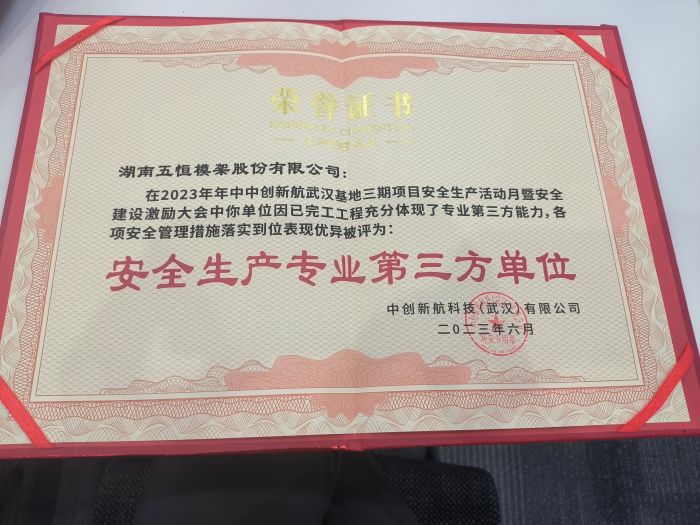 荣誉证书
湖南五恒模架股份有限公司:
在2023年年中中创新航武汉基地三期项目安全生产活动月暨安全
建设激励大会中你单位因已完工工程充分体现了专业第三方能力,各
项安全管理措施落实到位表现优异被评为:
安全生产专业第三方单位
中创新航科技(武汉)有限公司
二〇二三年六月